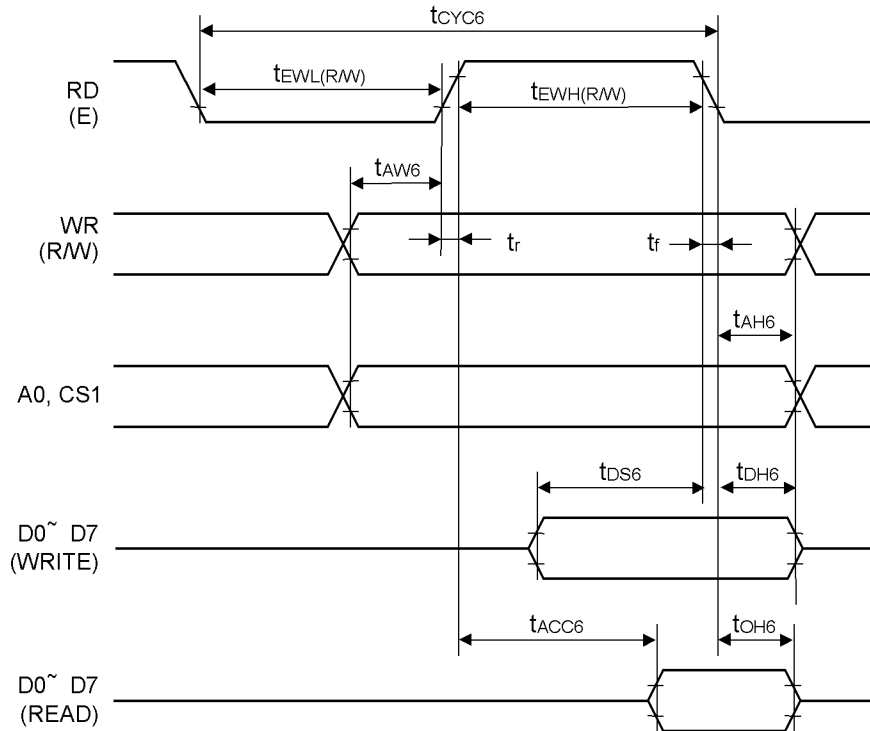 tCYC6
RD
(E)
tEWL(R/W)
tEWH(R/W)
tAW6
WR
(R/W)
tr
tf
tAH6
A0, CS1
tDS6
tDH6
D0~ D7
(WRITE)
tACC6
tOH6
D0~ D7
(READ)